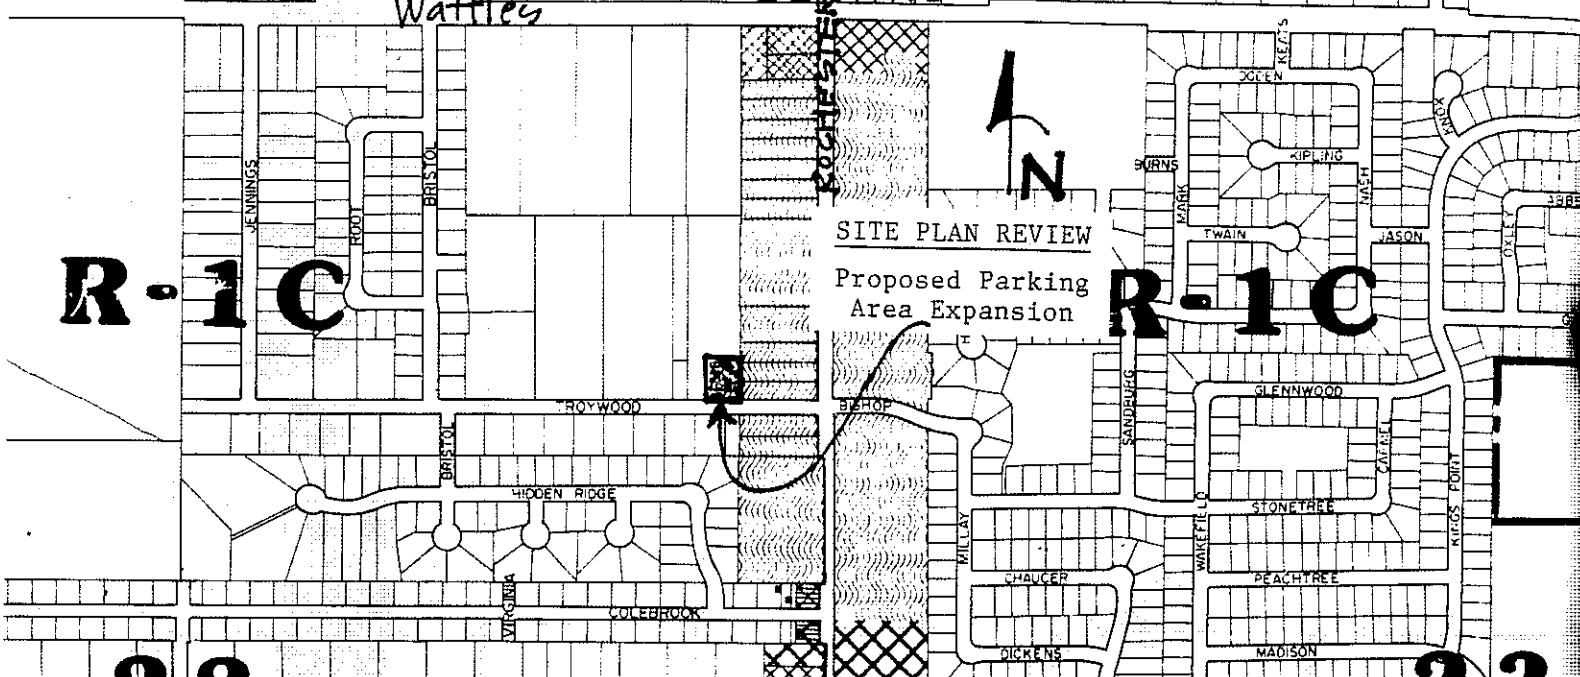 Wattles
ROCHESTER
KEATS
OGDEN
KNOX
BURNS
KIPLING
JENNINGS
BRISTOL
ROOT
MARK
NASH
N
TWAIN
JASON
OXLEY
SITE PLAN REVIEW
Proposed Parking
Area Expansion
R-1C
R-1C
H
TROYWOOD
BISHOP
SANDBURG
GLENNWOOD
CARMEL
BRISTOL
HIDDEN RIDGE
STONETREE
KINGS POINT
MILLAY
WAKEFIELD
CHAUCER
PEACHTREE
VIRGINIA
COLEBROOK
DICKENS
MADISON